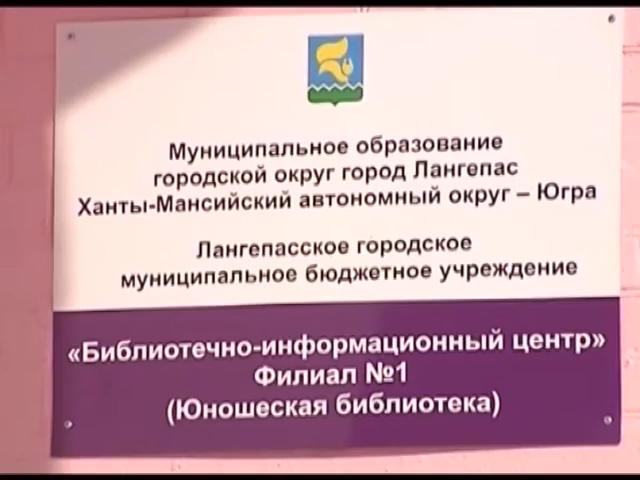 Муниципальное образование
городской округ город Лангепас
Ханты-Мансийский автономный округ – Югра
Лангепасское городское
муниципальное бюджетное учреждение
«Библиотечно-информационный центр»
Филиал №1
(Юношеская библиотека)